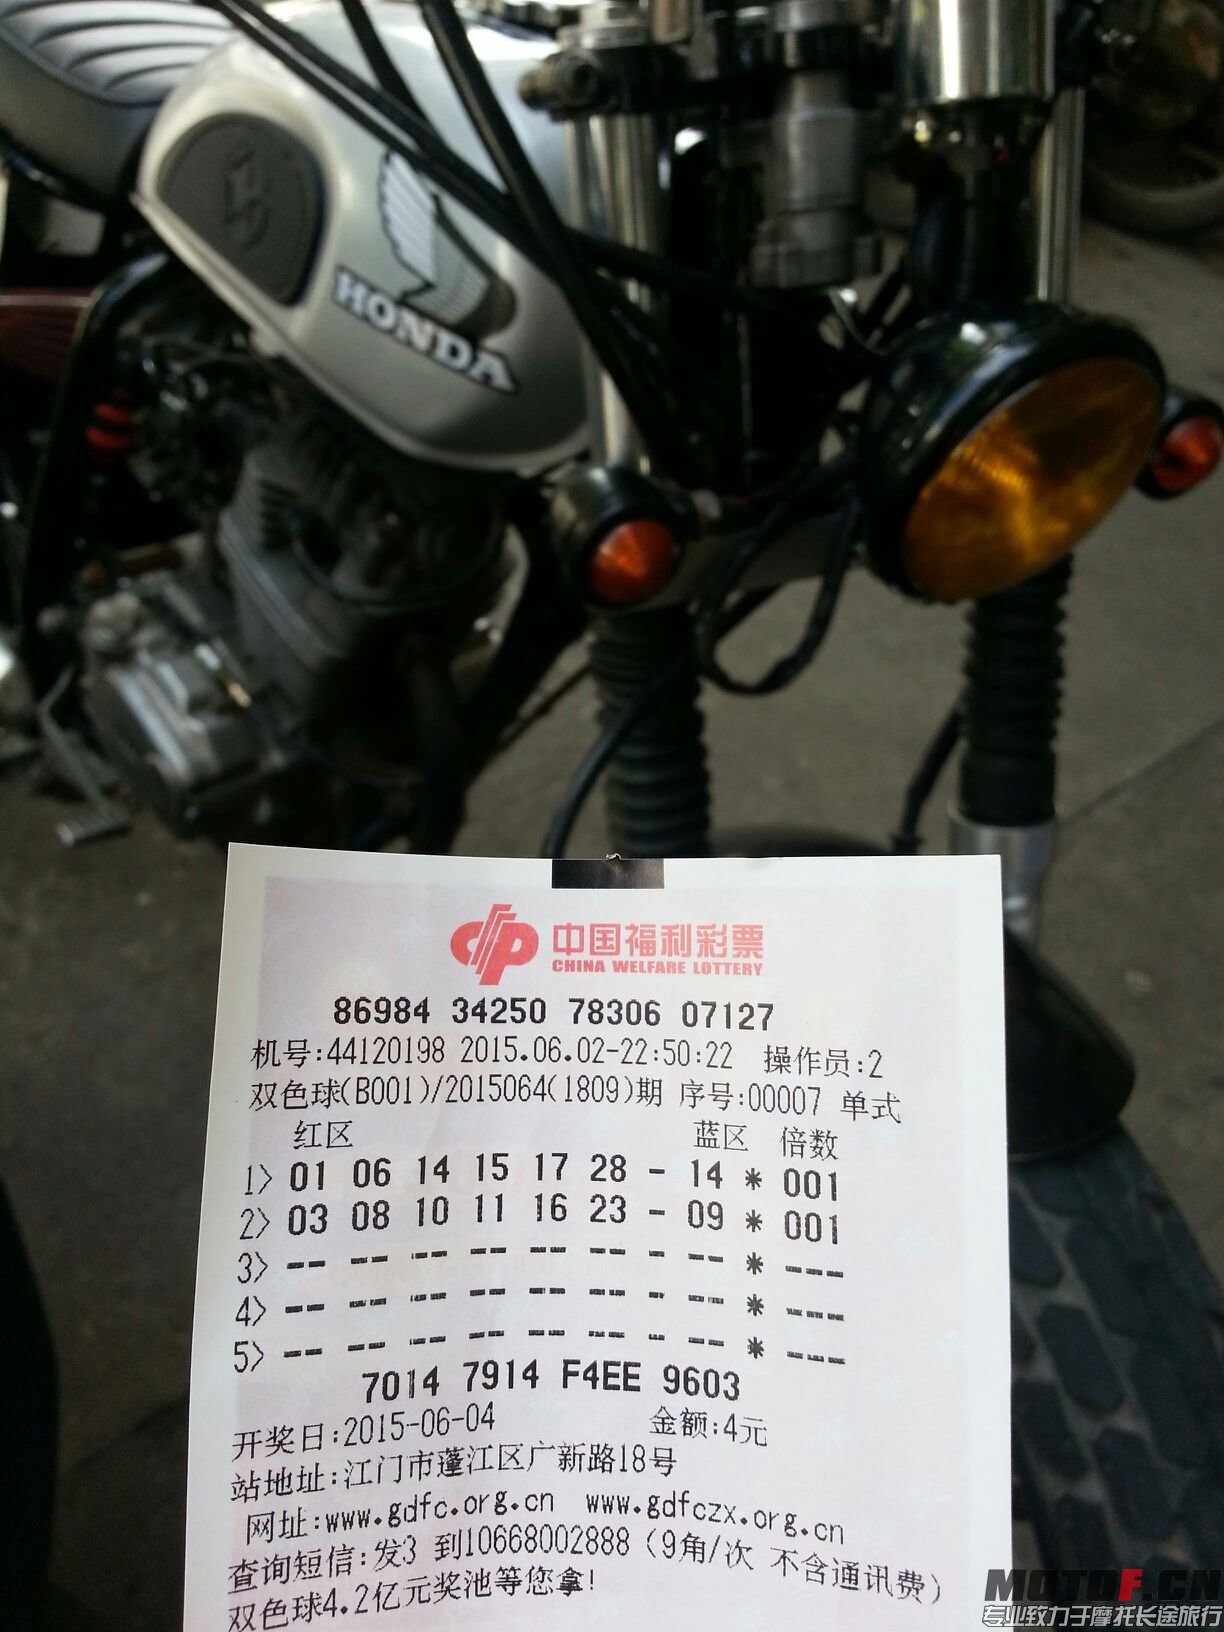 HONDA
中国福利彩票
CHINA WELFARE LOTTERY
86984 34250 78306 07127
机号:44120198 2015.06.02-22:50:22 操作员:2
双色球(B001)/2015064(1809)期 序号:00007 单式
红区 蓝区 倍数
1> 01 06 14 15 17 28 - 14 * 001
2> 03 08 10 11 16 23 - 09 * 001
3> -- -- -- -- -- -- - -- * ---
4> -- -- -- -- -- -- - -- * ---
5> -- -- -- -- -- -- - -- * ---
7014 7914 F4EE 9603
开奖日:2015-06-04 金额:4元
站地址:江门市蓬江区广新路18号
网址:www.gdfc.org.cn www.gdfczx.org.cn
查询短信:发3 到10668002888 (9角/次 不含通讯费)
双色球4.2亿元奖池等您拿!
MOTOF.CN
专业致力于摩托长途旅行